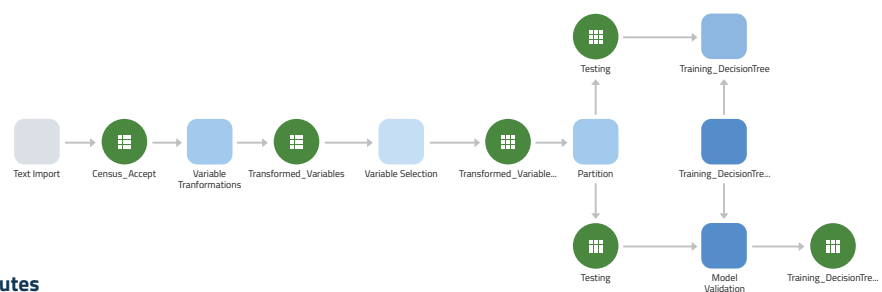 Testing
Training_DecisionTree
Text Import
Census_Accept
Variable
Tranformations
Transformed_Variables
Variable Selection
Transformed_Variable...
Partition
Training_DecisionTre...
Testing
Model
Validation
Training_DecisionTre...
utes